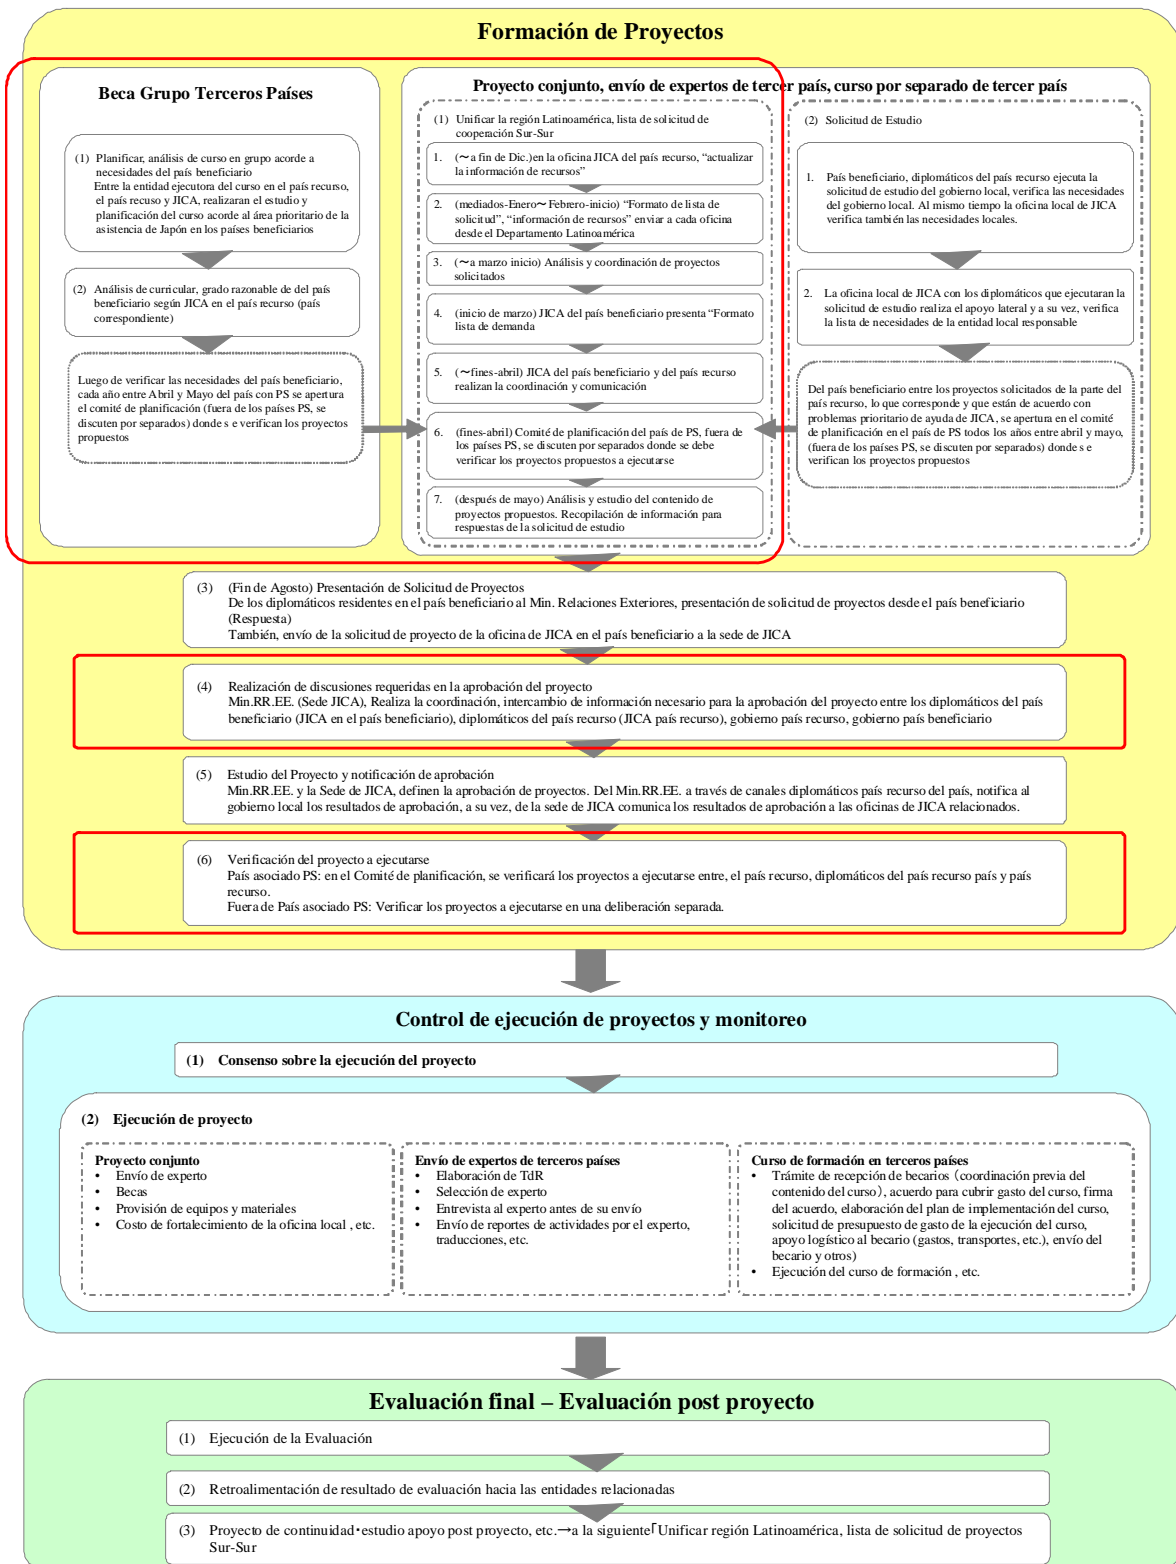 Formación de Proyectos
Beca Grupo Terceros Países
(1) Planificar, análisis de curso en grupo acorde a
necesidades del país beneficiario
Entre la entidad ejecutora del curso en el país recurso,
el país recuso y JICA, realizaran el estudio y
planificación del curso acorde al área prioritario de la
asistencia de Japón en los países beneficiarios
(2) Análisis de curricular, grado razonable de del país
beneficiario según JICA en el país recurso (país
correspondiente)
Luego de verificar las necesidades del país beneficiario,
cada año entre Abril y Mayo del país con PS se apertura
el comité de planificación (fuera de los países PS, se
discuten por separados) donde s e verifican los proyectos
propuestos
Proyecto conjunto, envío de expertos de tercer país, curso por separado de tercer país
(1) Unificar la región Latinoamérica, lista de solicitud de
cooperación Sur-Sur
1. (~a fin de Dic.)en la oficina JICA del país recurso, “actualizar
la información de recursos”
2. (mediados-Enero~ Febrero-inicio) “Formato de lista de
solicitud”, “información de recursos” enviar a cada oficina
desde el Departamento Latinoamérica
3. (~a marzo inicio) Análisis y coordinación de proyectos
solicitados
4. (inicio de marzo) JICA del país beneficiario presenta “Formato
lista de demanda
5. (~fines-abril) JICA del país beneficiario y del país recurso
realizan la coordinación y comunicación
6. (fines-abril) Comité de planificación del país de PS, fuera de
los países PS, se discuten por separados donde se debe
verificar los proyectos propuestos a ejecutarse
7. (después de mayo) Análisis y estudio del contenido de
proyectos propuestos. Recopilación de información para
respuestas de la solicitud de estudio
(2) Solicitud de Estudio
1. País beneficiario, diplomáticos del país recurso ejecuta la
solicitud de estudio del gobierno local, verifica las necesidades
del gobierno local. Al mismo tiempo la oficina local de JICA
verifica también las necesidades locales.
2. La oficina local de JICA con los diplomáticos que ejecutaran la
solicitud de estudio realiza el apoyo lateral y a su vez, verifica
la lista de necesidades de la entidad local responsable
Del país beneficiario entre los proyectos solicitados de la parte del
país recurso, lo que corresponde y que están de acuerdo con
problemas prioritario de ayuda de JICA, se apertura en el comité
de planificación en el país de PS todos los años entre abril y mayo,
(fuera de los países PS, se discuten por separados) donde s e
verifican los proyectos propuestos
(3) (Fin de Agosto) Presentación de Solicitud de Proyectos
De los diplomáticos residentes en el país beneficiario al Min. Relaciones Exteriores, presentación de solicitud de proyectos desde el país beneficiario
(Respuesta)
También, envío de la solicitud de proyecto de la oficina de JICA en el país beneficiario a la sede de JICA
(4) Realización de discusiones requeridas en la aprobación del proyecto
Min.RR.EE. (Sede JICA), Realiza la coordinación, intercambio de información necesario para la aprobación del proyecto entre los diplomáticos del país
beneficiario (JICA en el país beneficiario), diplomáticos del país recurso (JICA país recurso), gobierno país recurso, gobierno país beneficiario
(5) Estudio del Proyecto y notificación de aprobación
Min.RR.EE. y la Sede de JICA, definen la aprobación de proyectos. Del Min.RR.EE. a través de canales diplomáticos país recurso del país, notifica al
gobierno local los resultados de aprobación, a su vez, de la sede de JICA comunica los resultados de aprobación a las oficinas de JICA relacionados.
(6) Verificación del proyecto a ejecutarse
País asociado PS: en el Comité de planificación, se verificará los proyectos a ejecutarse entre, el país recurso, diplomáticos del país recurso país y país
recurso.
Fuera de País asociado PS: Verificar los proyectos a ejecutarse en una deliberación separada.
Control de ejecución de proyectos y monitoreo
(1) Consenso sobre la ejecución del proyecto
(2) Ejecución de proyecto
Proyecto conjunto
• Envío de experto
• Becas
• Provisión de equipos y materiales
• Costo de fortalecimiento de la oficina local , etc.
Envío de expertos de terceros países
• Elaboración de TdR
• Selección de experto
• Entrevista al experto antes de su envío
• Envío de reportes de actividades por el experto,
traducciones, etc.
Curso de formación en terceros países
• Trámite de recepción de becarios (coordinación previa del
contenido del curso), acuerdo para cubrir gasto del curso, firma
del acuerdo, elaboración del plan de implementación del curso,
solicitud de presupuesto de gasto de la ejecución del curso,
apoyo logístico al becario (gastos, transportes, etc.), envío del
becario y otros)
• Ejecución del curso de formación , etc.
Evaluación final – Evaluación post proyecto
(1) Ejecución de la Evaluación
(2) Retroalimentación de resultado de evaluación hacia las entidades relacionadas
(3) Proyecto de continuidad・estudio apoyo post proyecto, etc.→a la siguiente「Unificar región Latinoamérica, lista de solicitud de proyectos
Sur-Sur